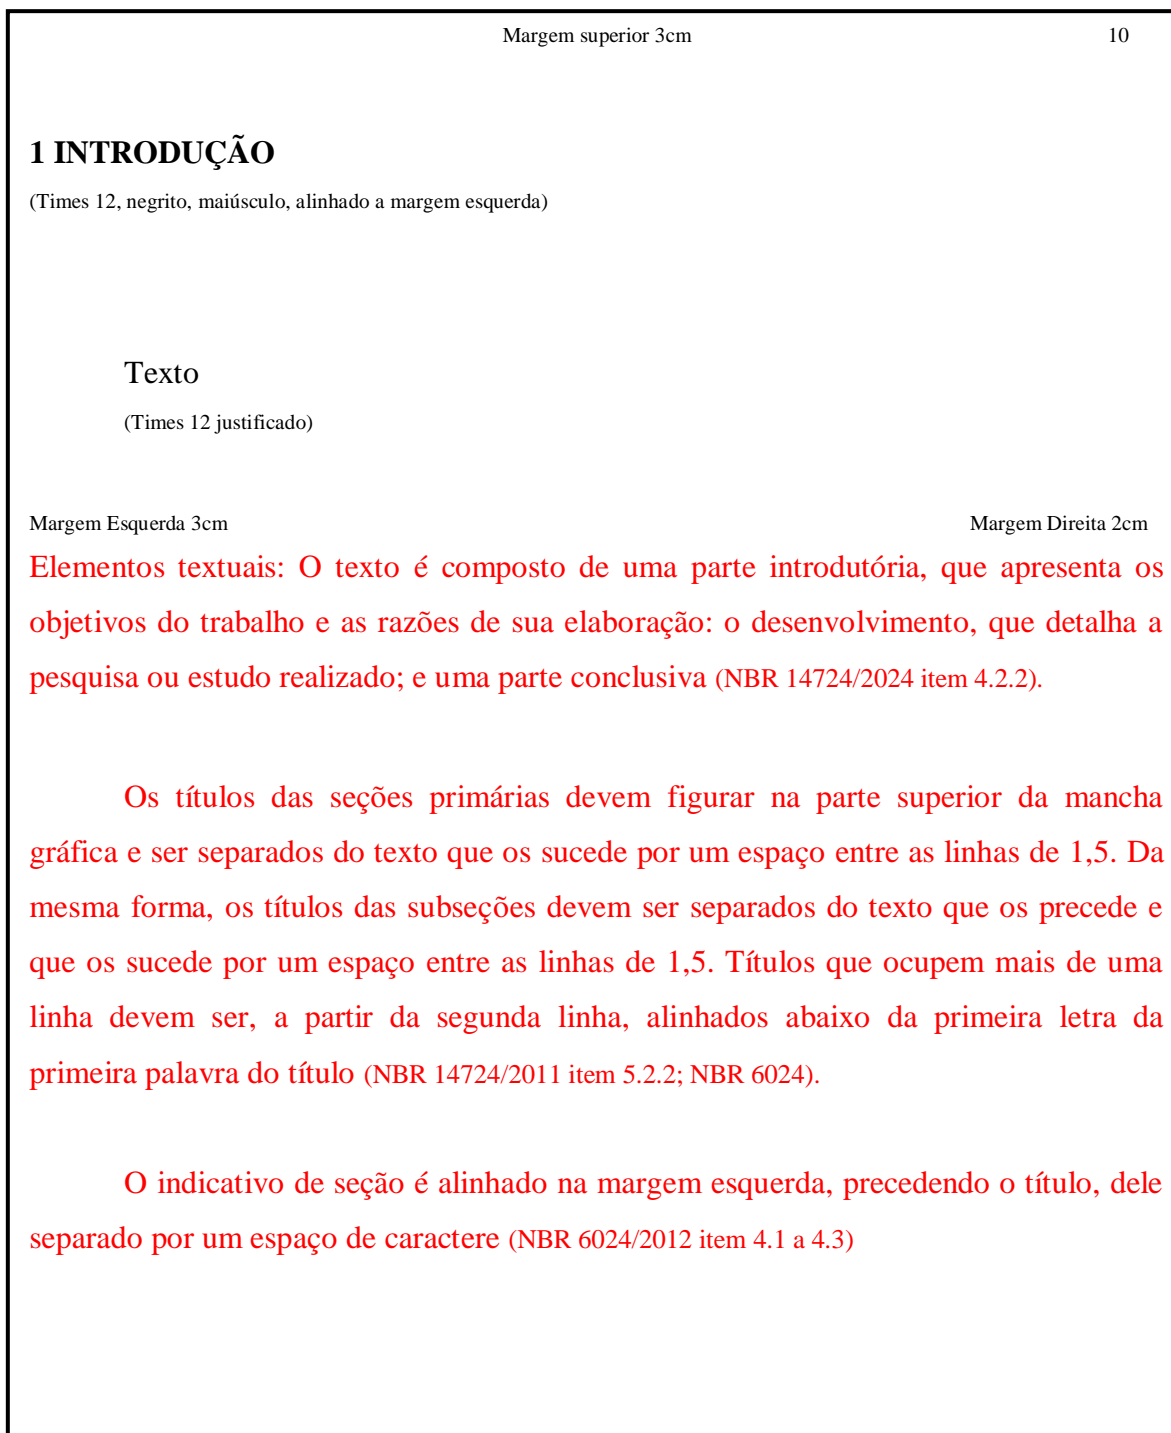 Margem superior 3cm 10
1 INTRODUÇÃO
(Times 12, negrito, maiúsculo, alinhado a margem esquerda)
Texto
(Times 12 justificado)
Margem Esquerda 3cm Margem Direita 2cm
Elementos textuais: O texto é composto de uma parte introdutória, que apresenta os
objetivos do trabalho e as razões de sua elaboração: o desenvolvimento, que detalha a
pesquisa ou estudo realizado; e uma parte conclusiva (NBR 14724/2024 item 4.2.2).
Os títulos das seções primárias devem figurar na parte superior da mancha
gráfica e ser separados do texto que os sucede por um espaço entre as linhas de 1,5. Da
mesma forma, os títulos das subseções devem ser separados do texto que os precede e
que os sucede por um espaço entre as linhas de 1,5. Títulos que ocupem mais de uma
linha devem ser, a partir da segunda linha, alinhados abaixo da primeira letra da
primeira palavra do título (NBR 14724/2011 item 5.2.2; NBR 6024).
O indicativo de seção é alinhado na margem esquerda, precedendo o título, dele
separado por um espaço de caractere (NBR 6024/2012 item 4.1 a 4.3)